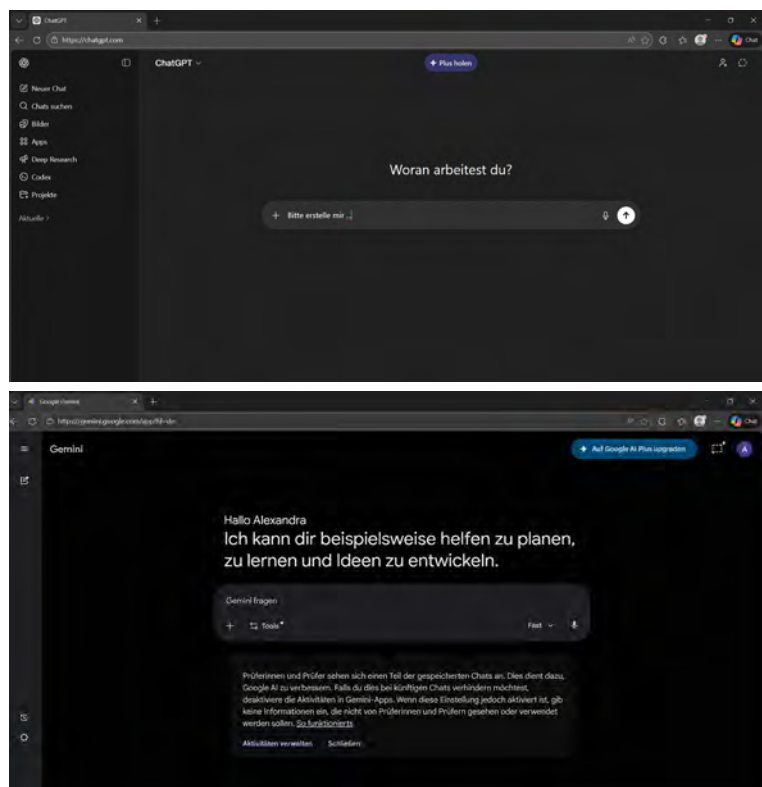 ChatGPT
https://chatgpt.com
Chat
ChatGPT
Plus holen
Neuer Chat
Chats suchen
Bilder
Apps
Deep Research
Codex
Projekte
Aktuelle
Woran arbeitest du?
Bitte erstelle mir ...
Google Gemini
https://gemini.google.com/app?hl=de
Chat
Gemini
Auf Google AI Plus upgraden
A
Hallo Alexandra
Ich kann dir beispielsweise helfen zu planen,
zu lernen und Ideen zu entwickeln.
Gemini fragen
Tools
Fast
Prüferinnen und Prüfer sehen sich einen Teil der gespeicherten Chats an. Dies dient dazu,
Google AI zu verbessern. Falls du dies bei künftigen Chats verhindern möchtest,
deaktiviere die Aktivitäten in Gemini-Apps. Wenn diese Einstellung jedoch aktiviert ist, gib
keine Informationen ein, die nicht von Prüferinnen und Prüfern gesehen oder verwendet
werden sollen. So funktionierts
Aktivitäten verwalten Schließen